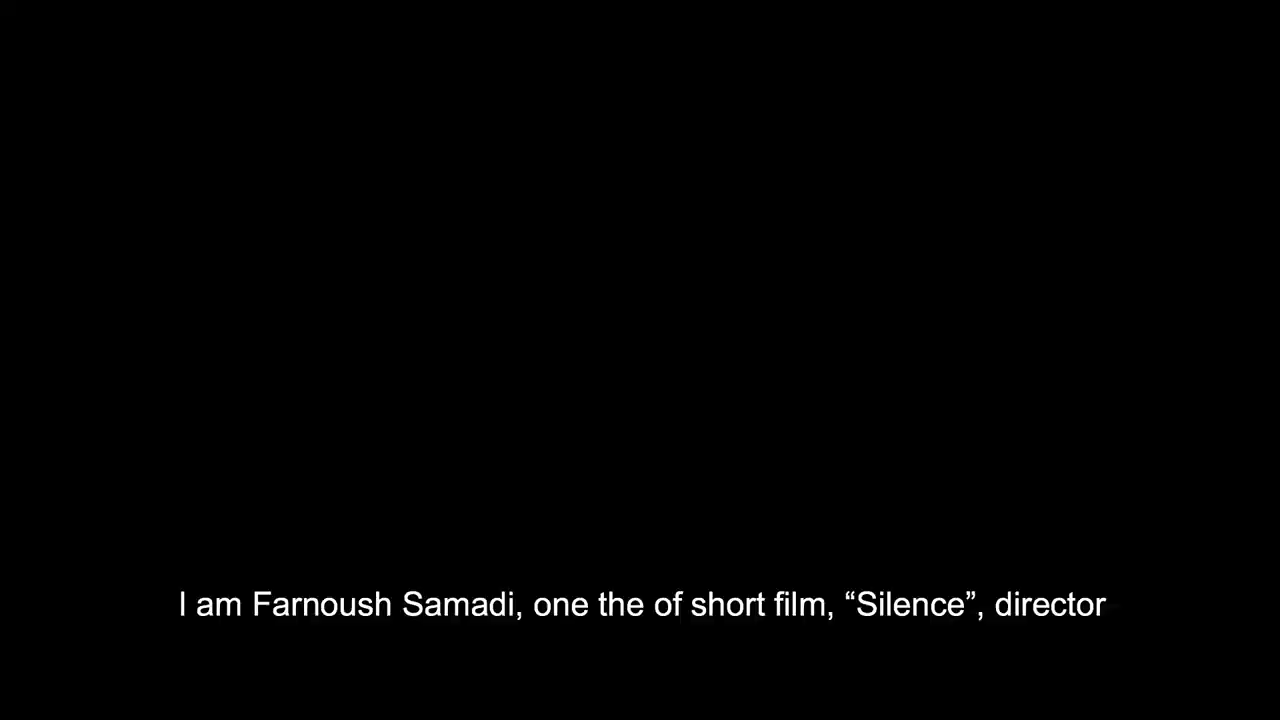 I am Farnoush Samadi, one the of short film, “Silence”, director